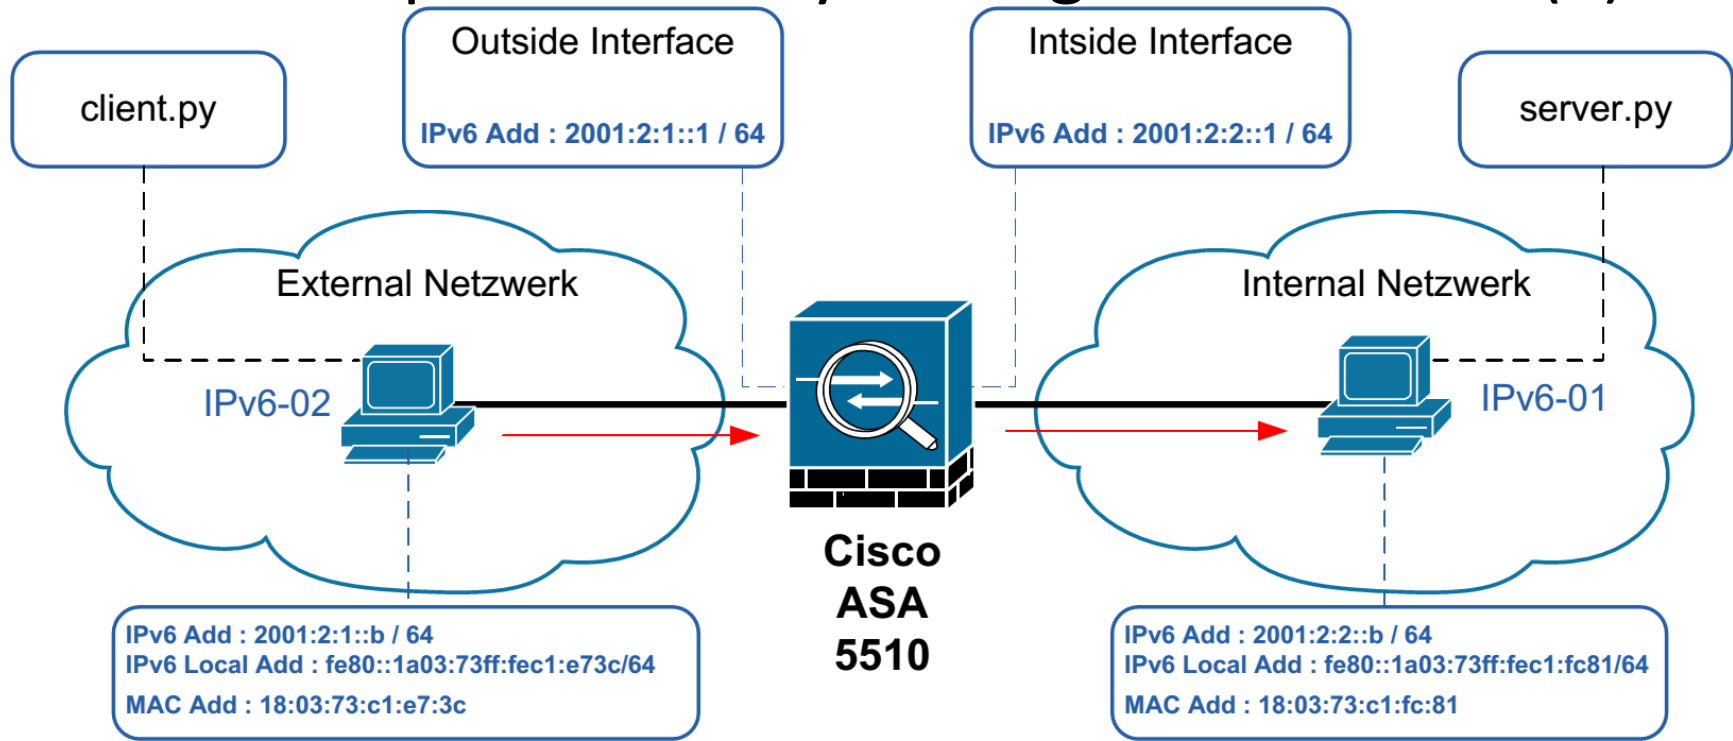 Outside Interface
IPv6 Add : 2001:2:1::1 / 64
Intside Interface
IPv6 Add : 2001:2:2::1 / 64
client.py
server.py
External Netzwerk
Internal Netzwerk
IPv6-02
IPv6-01
Cisco
ASA
5510
IPv6 Add : 2001:2:1::b / 64
IPv6 Local Add : fe80::1a03:73ff:fec1:e73c/64
MAC Add : 18:03:73:c1:e7:3c
IPv6 Add : 2001:2:2::b / 64
IPv6 Local Add : fe80::1a03:73ff:fec1:fc81/64
MAC Add : 18:03:73:c1:fc:81